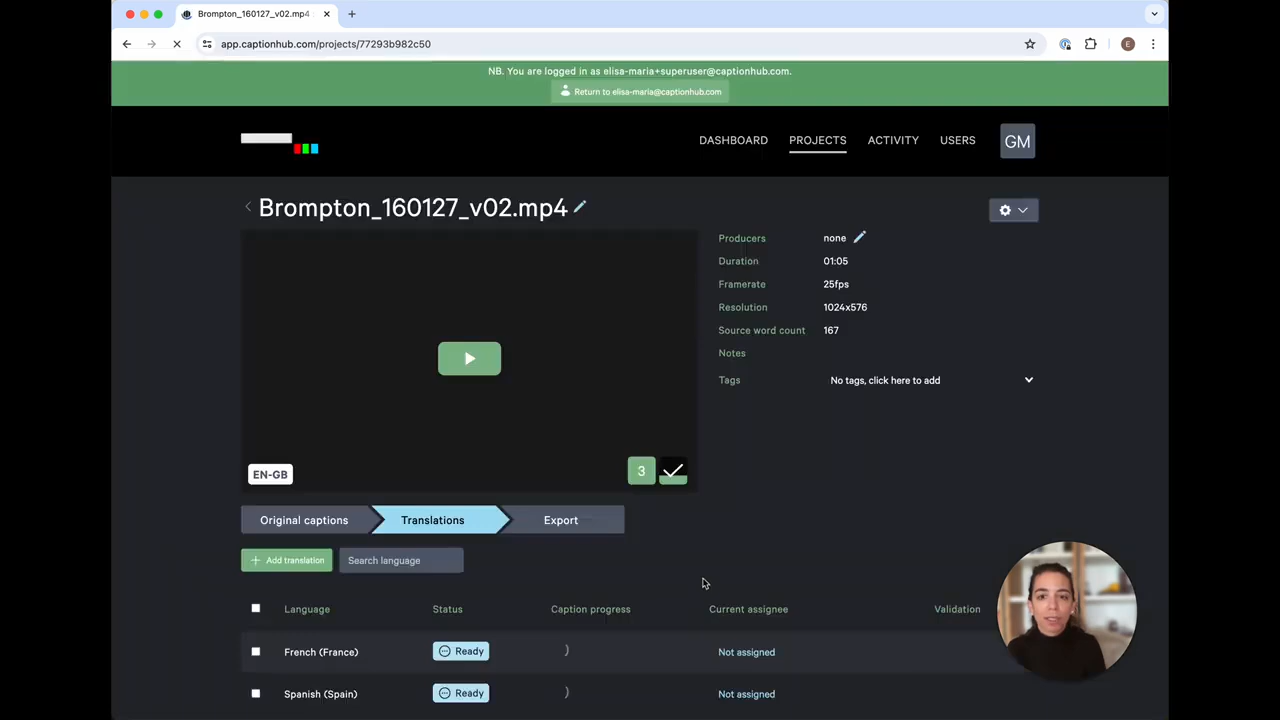 Brompton_160127_v02.mp4
app.captionhub.com/projects/77293b982c50
E
NB. You are logged in as elisa-maria+superuser@captionhub.com.
Return to elisa-maria@captionhub.com
DASHBOARD PROJECTS ACTIVITY USERS GM
Brompton_160127_v02.mp4
Producers none
Duration 01:05
Framerate 25fps
Resolution 1024x576
Source word count 167
Notes
Tags No tags, click here to add
EN-GB 3
Original captions Translations Export
Add translation Search language
Language Status Caption progress Current assignee Validation
French (France) Ready Not assigned
Spanish (Spain) Ready Not assigned